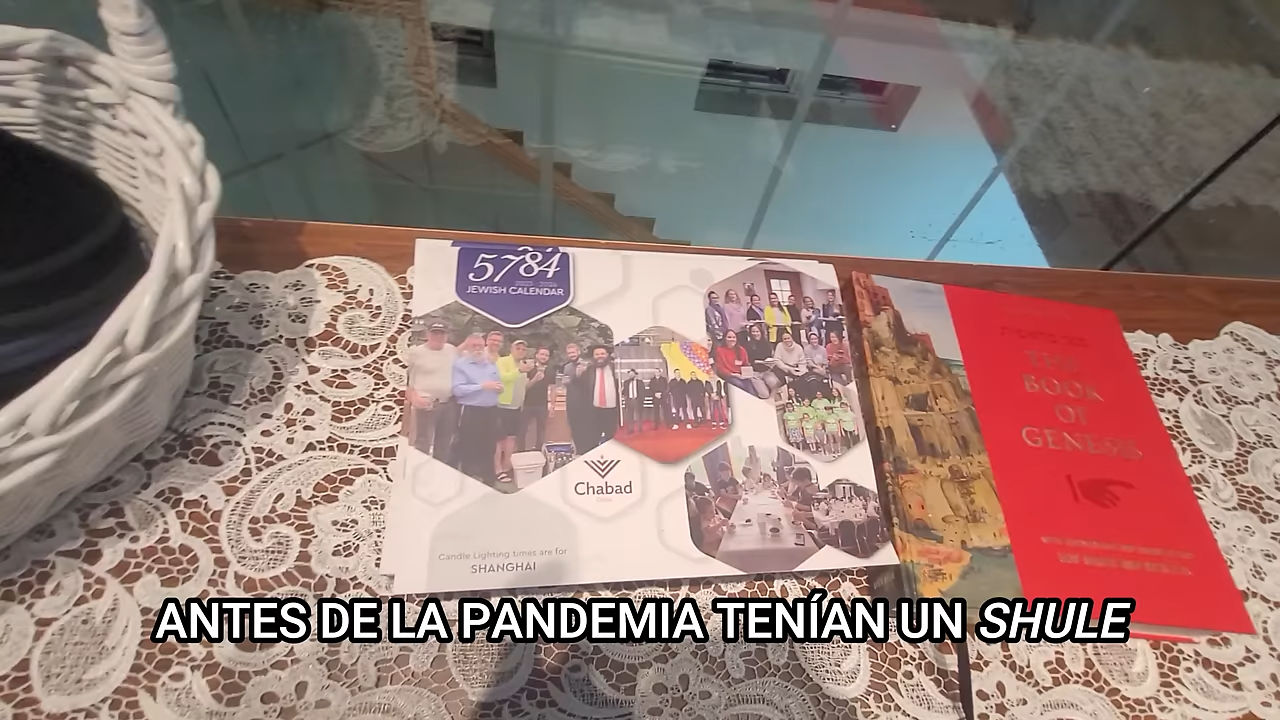 5784
JEWISH CALENDAR
Chabad
Candle Lighting times are for
SHANGHAI
THE
BOOK
OF
GENESIS
ANTES DE LA PANDEMIA TENÍAN UN SHULE